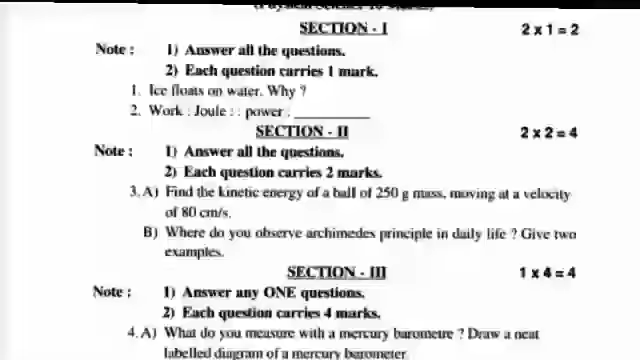 (Physical Science 10 Marks)
SECTION - I 2 x 1 = 2
Note : 1) Answer all the questions.
2) Each question carries 1 mark.
1. Ice floats on water. Why ?
2. Work : Joule : : power : __________
SECTION - II 2 x 2 = 4
Note : 1) Answer all the questions.
2) Each question carries 2 marks.
3. A) Find the kinetic energy of a ball of 250 g mass, moving at a velocity
of 80 cm/s.
B) Where do you observe archimedes principle in daily life ? Give two
examples.
SECTION - III 1 x 4 = 4
Note : 1) Answer any ONE questions.
2) Each question carries 4 marks.
4. A) What do you measure with a mercury barometre ? Draw a neat
labelled diagram of a mercury barometer.